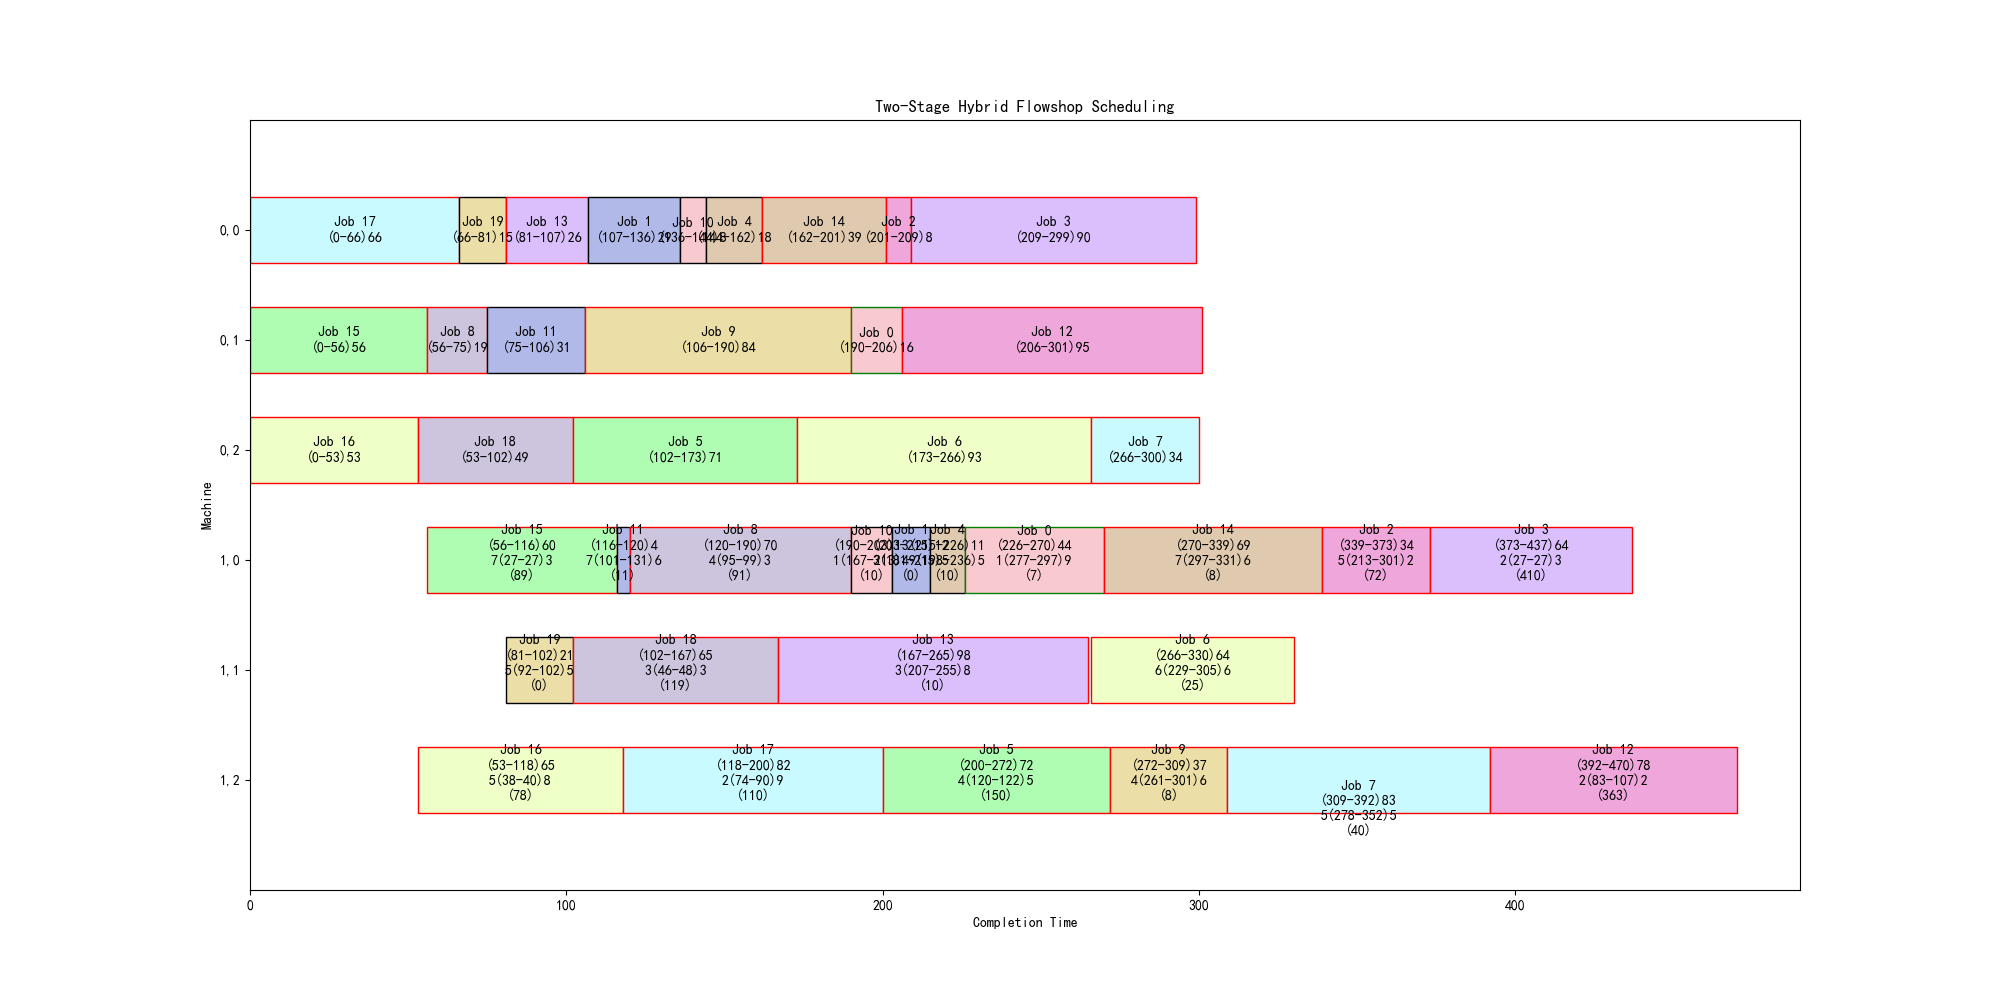 Two-Stage Hybrid Flowshop Scheduling
0,0
Job 17
(0-66)66
Job 19
(66-81)15
Job 13
(81-107)26
Job 1
(107-136)29
Job 10
Job 4
(144-162)18
Job 14
(162-201)39
Job 2
(201-209)8
Job 3
(209-299)90
0,1
Job 15
(0-56)56
Job 8
(56-75)19
Job 11
(75-106)31
Job 9
(106-190)84
Job 0
(190-206)16
Job 12
(206-301)95
0,2
Job 16
(0-53)53
Job 18
(53-102)49
Job 5
(102-173)71
Job 6
(173-266)93
Job 7
(266-300)34
Machine
1,0
Job 15
(56-116)60
7(27-27)3
(89)
Job 11
(116-120)4
7(101-131)6
(11)
Job 8
(120-190)70
4(95-99)3
(91)
Job 10
(10)
Job 1
(0)
Job 4
(215-226)11
(10)
Job 0
(226-270)44
1(277-297)9
(7)
Job 14
(270-339)69
7(297-331)6
(8)
Job 2
(339-373)34
5(213-301)2
(72)
Job 3
(373-437)64
2(27-27)3
(410)
1,1
Job 19
(81-102)21
5(92-102)5
(0)
Job 18
(102-167)65
3(46-48)3
(119)
Job 13
(167-265)98
3(207-255)8
(10)
Job 6
(266-330)64
6(229-305)6
(25)
1,2
Job 16
(53-118)65
5(38-40)8
(78)
Job 17
(118-200)82
2(74-90)9
(110)
Job 5
(200-272)72
4(120-122)5
(150)
Job 9
(272-309)37
4(261-301)6
(8)
Job 7
(309-392)83
5(278-352)5
(40)
Job 12
(392-470)78
2(83-107)2
(363)
0
100
200
300
400
Completion Time